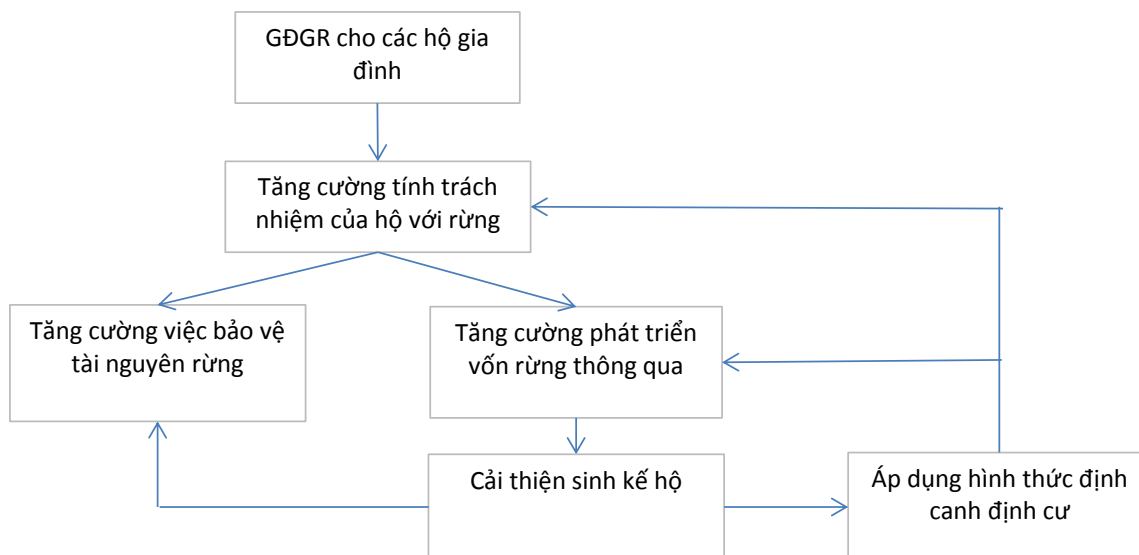 GĐGR cho các hộ gia
đình
Tăng cường tính trách
nhiệm của hộ với rừng
Tăng cường việc bảo vệ
tài nguyên rừng
Tăng cường phát triển
vốn rừng thông qua
Cải thiện sinh kế hộ
Áp dụng hình thức định
canh định cư